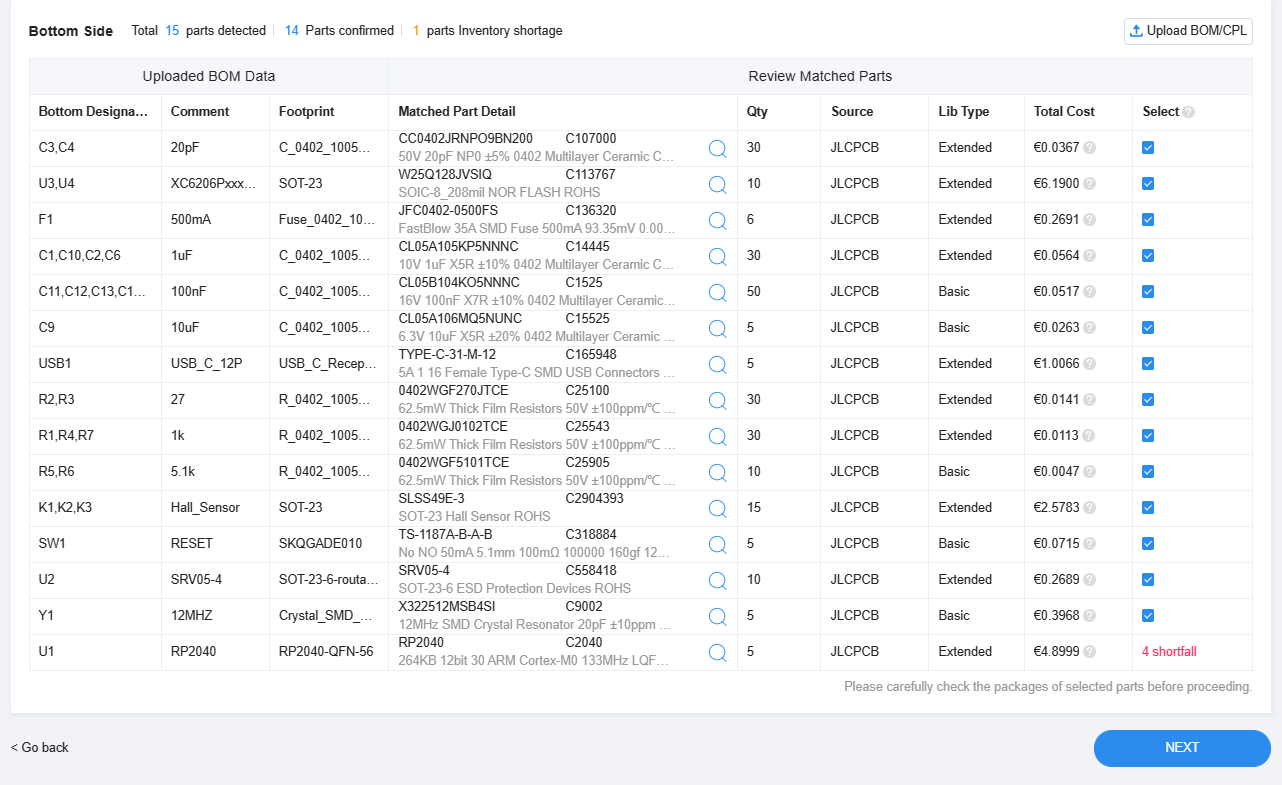 Bottom Side Total 15 parts detected 14 Parts confirmed 1 parts Inventory shortage Upload BOM/CPL
Uploaded BOM Data Review Matched Parts
Bottom Designa... Comment Footprint Matched Part Detail Qty Source Lib Type Total Cost Select ?
C3,C4 20pF C_0402_1005... CC0402JRNPO9BN200 C107000 30 JLCPCB Extended €0.0367 ?
50V 20pF NP0 ±5% 0402 Multilayer Ceramic C...
U3,U4 XC6206Pxxx... SOT-23 W25Q128JVSIQ C113767 10 JLCPCB Extended €6.1900 ?
SOIC-8_208mil NOR FLASH ROHS
F1 500mA Fuse_0402_10... JFC0402-0500FS C136320 6 JLCPCB Extended €0.2691 ?
FastBlow 35A SMD Fuse 500mA 93.35mV 0.00...
C1,C10,C2,C6 1uF C_0402_1005... CL05A105KP5NNNC C14445 30 JLCPCB Extended €0.0564 ?
10V 1uF X5R ±10% 0402 Multilayer Ceramic C...
C11,C12,C13,C1... 100nF C_0402_1005... CL05B104KO5NNNC C1525 50 JLCPCB Basic €0.0517 ?
16V 100nF X7R ±10% 0402 Multilayer Ceramic...
C9 10uF C_0402_1005... CL05A106MQ5NUNC C15525 5 JLCPCB Basic €0.0263 ?
6.3V 10uF X5R ±20% 0402 Multilayer Ceramic ...
USB1 USB_C_12P USB_C_Recep... TYPE-C-31-M-12 C165948 5 JLCPCB Extended €1.0066 ?
5A 1 16 Female Type-C SMD USB Connectors ...
R2,R3 27 R_0402_1005... 0402WGF270JTCE C25100 30 JLCPCB Extended €0.0141 ?
62.5mW Thick Film Resistors 50V ±100ppm/℃ ...
R1,R4,R7 1k R_0402_1005... 0402WGJ0102TCE C25543 30 JLCPCB Extended €0.0113 ?
62.5mW Thick Film Resistors 50V ±100ppm/℃ ...
R5,R6 5.1k R_0402_1005... 0402WGF5101TCE C25905 10 JLCPCB Basic €0.0047 ?
62.5mW Thick Film Resistors 50V ±100ppm/℃ ...
K1,K2,K3 Hall_Sensor SOT-23 SLSS49E-3 C2904393 15 JLCPCB Extended €2.5783 ?
SOT-23 Hall Sensor ROHS
SW1 RESET SKQGADE010 TS-1187A-B-A-B C318884 5 JLCPCB Basic €0.0715 ?
No NO 50mA 5.1mm 100mΩ 100000 160gf 12...
U2 SRV05-4 SOT-23-6-routa... SRV05-4 C558418 10 JLCPCB Extended €0.2689 ?
SOT-23-6 ESD Protection Devices ROHS
Y1 12MHZ Crystal_SMD_... X322512MSB4SI C9002 5 JLCPCB Basic €0.3968 ?
12MHz SMD Crystal Resonator 20pF ±10ppm ...
U1 RP2040 RP2040-QFN-56 RP2040 C2040 5 JLCPCB Extended €4.8999 ? 4 shortfall
264KB 12bit 30 ARM Cortex-M0 133MHz LQF...
Please carefully check the packages of selected parts before proceeding.
< Go back NEXT